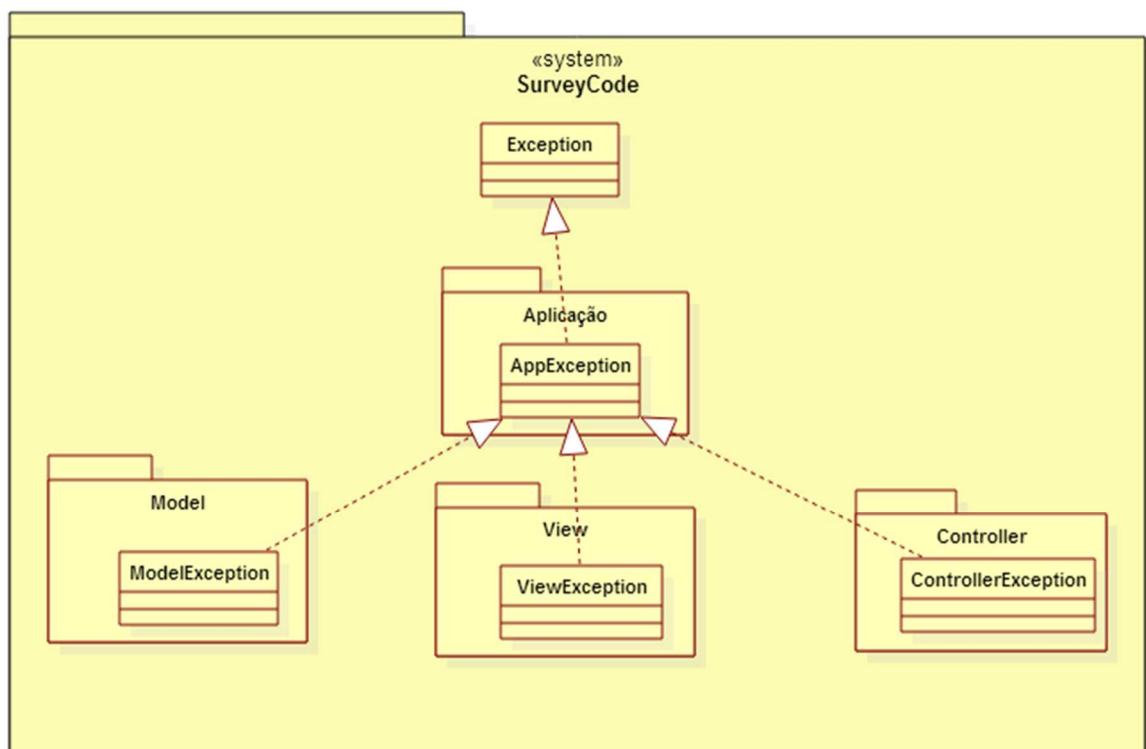 «system»
SurveyCode
Exception
Aplicação
AppException
Model
ModelException
View
ViewException
Controller
ControllerException